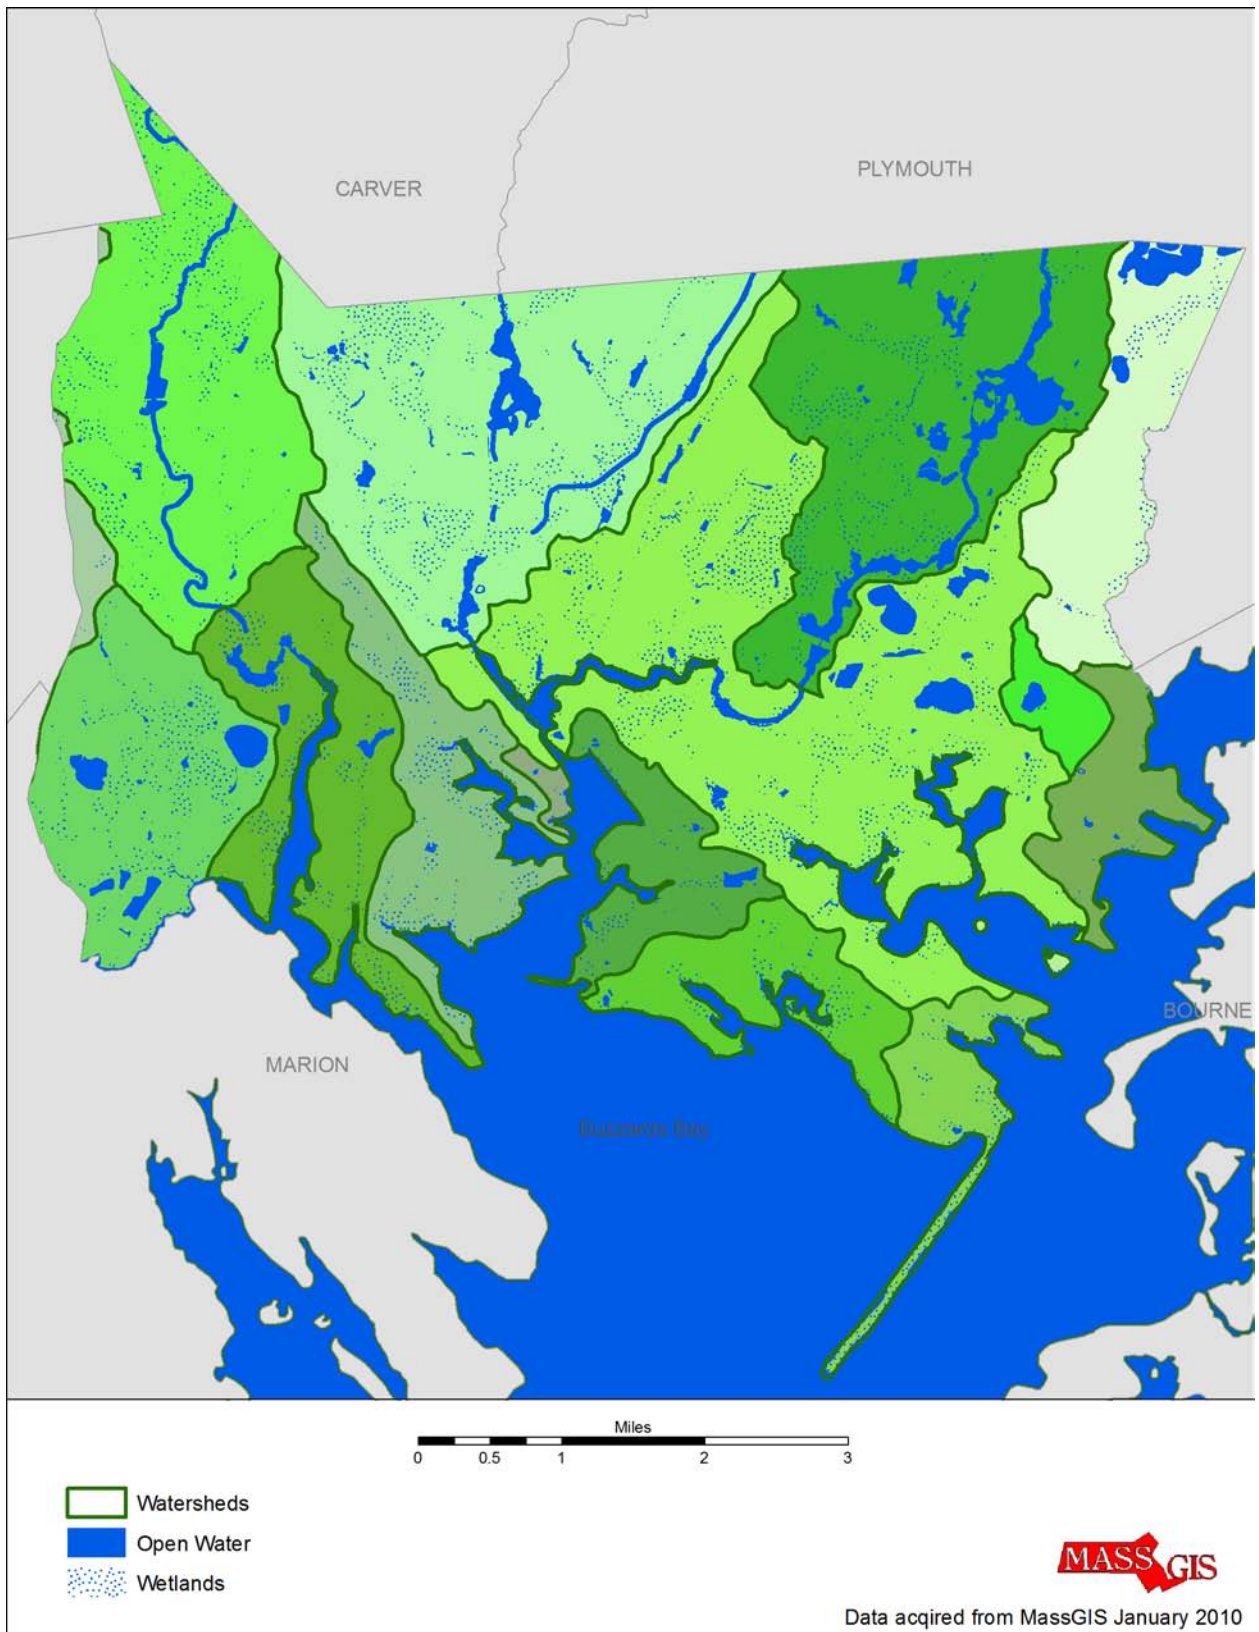 PLYMOUTH
CARVER
BOURNE
MARION
Buzzards Bay
Miles
0 0.5 1 2 3
Watersheds
Open Water
Wetlands
MASS GIS
Data acqired from MassGIS January 2010